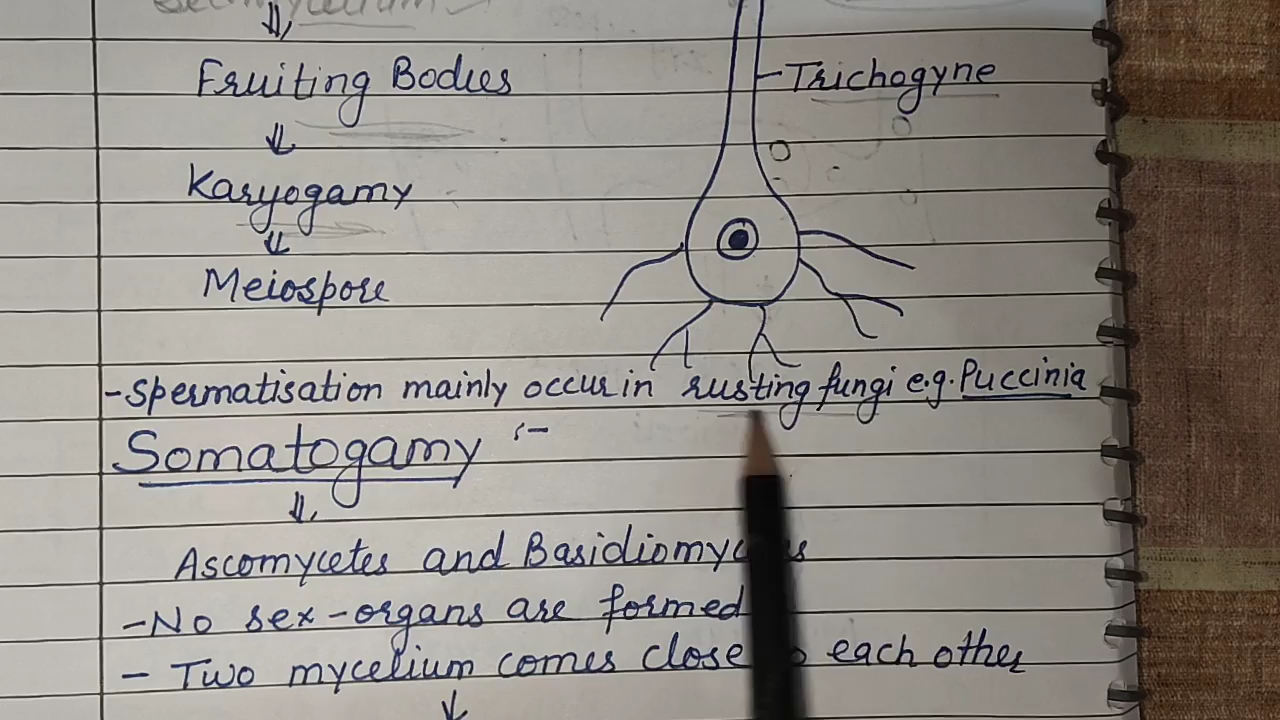 Fruiting Bodies
Trichogyne
Karyogamy
Meiospore
-Spermatisation mainly occur in rusting fungi e.g. Puccinia
Somatogamy :-
Ascomycetes and
-No sex-organs are formed
- Two mycelium comes close each other